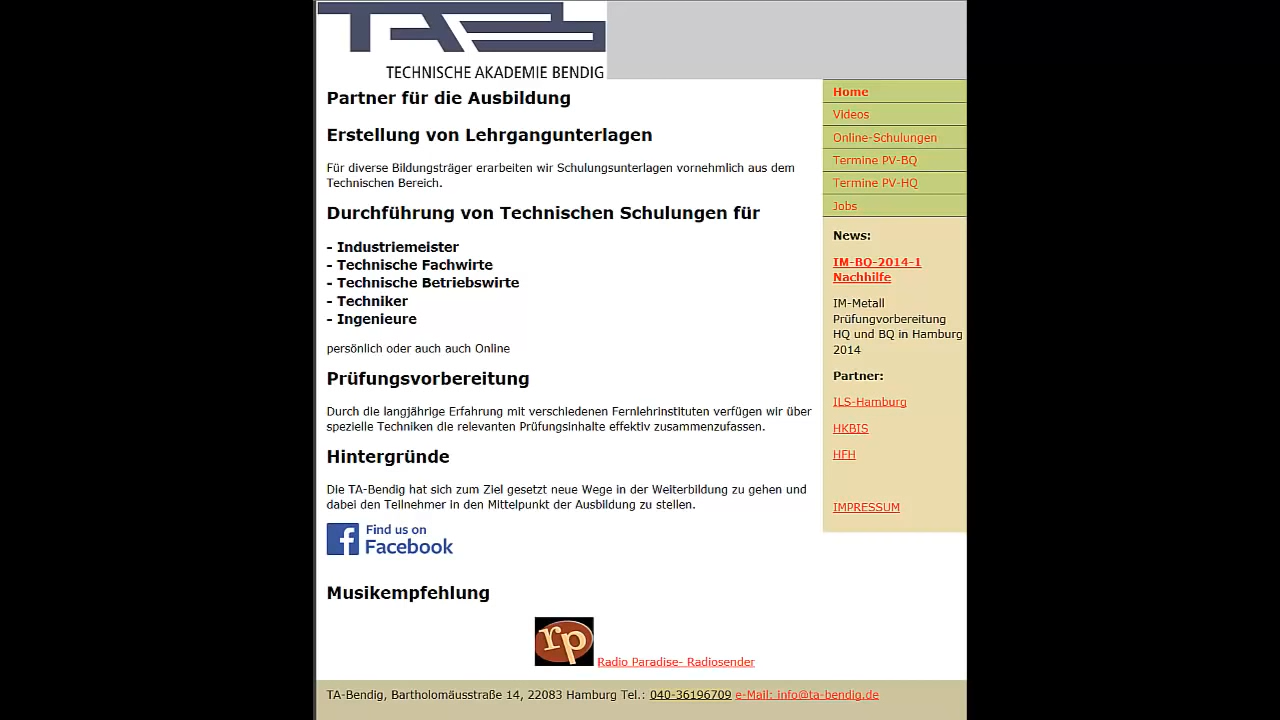 TAB
TECHNISCHE AKADEMIE BENDIG
Partner für die Ausbildung
Erstellung von Lehrgangunterlagen
Für diverse Bildungsträger erarbeiten wir Schulungsunterlagen vornehmlich aus dem
Technischen Bereich.
Durchführung von Technischen Schulungen für
- Industriemeister
- Technische Fachwirte
- Technische Betriebswirte
- Techniker
- Ingenieure
persönlich oder auch auch Online
Prüfungsvorbereitung
Durch die langjährige Erfahrung mit verschiedenen Fernlehrinstituten verfügen wir über
spezielle Techniken die relevanten Prüfungsinhalte effektiv zusammenzufassen.
Hintergründe
Die TA-Bendig hat sich zum Ziel gesetzt neue Wege in der Weiterbildung zu gehen und
dabei den Teilnehmer in den Mittelpunkt der Ausbildung zu stellen.
f Find us on
Facebook
Musikempfehlung
rp Radio Paradise- Radiosender
Home
Videos
Online-Schulungen
Termine PV-BQ
Termine PV-HQ
Jobs
News:
IM-BQ-2014-1
Nachhilfe
IM-Metall
Prüfungvorbereitung
HQ und BQ in Hamburg
2014
Partner:
ILS-Hamburg
HKBIS
HFH
IMPRESSUM
TA-Bendig, Bartholomäusstraße 14, 22083 Hamburg Tel.: 040-36196709 e-Mail: info@ta-bendig.de